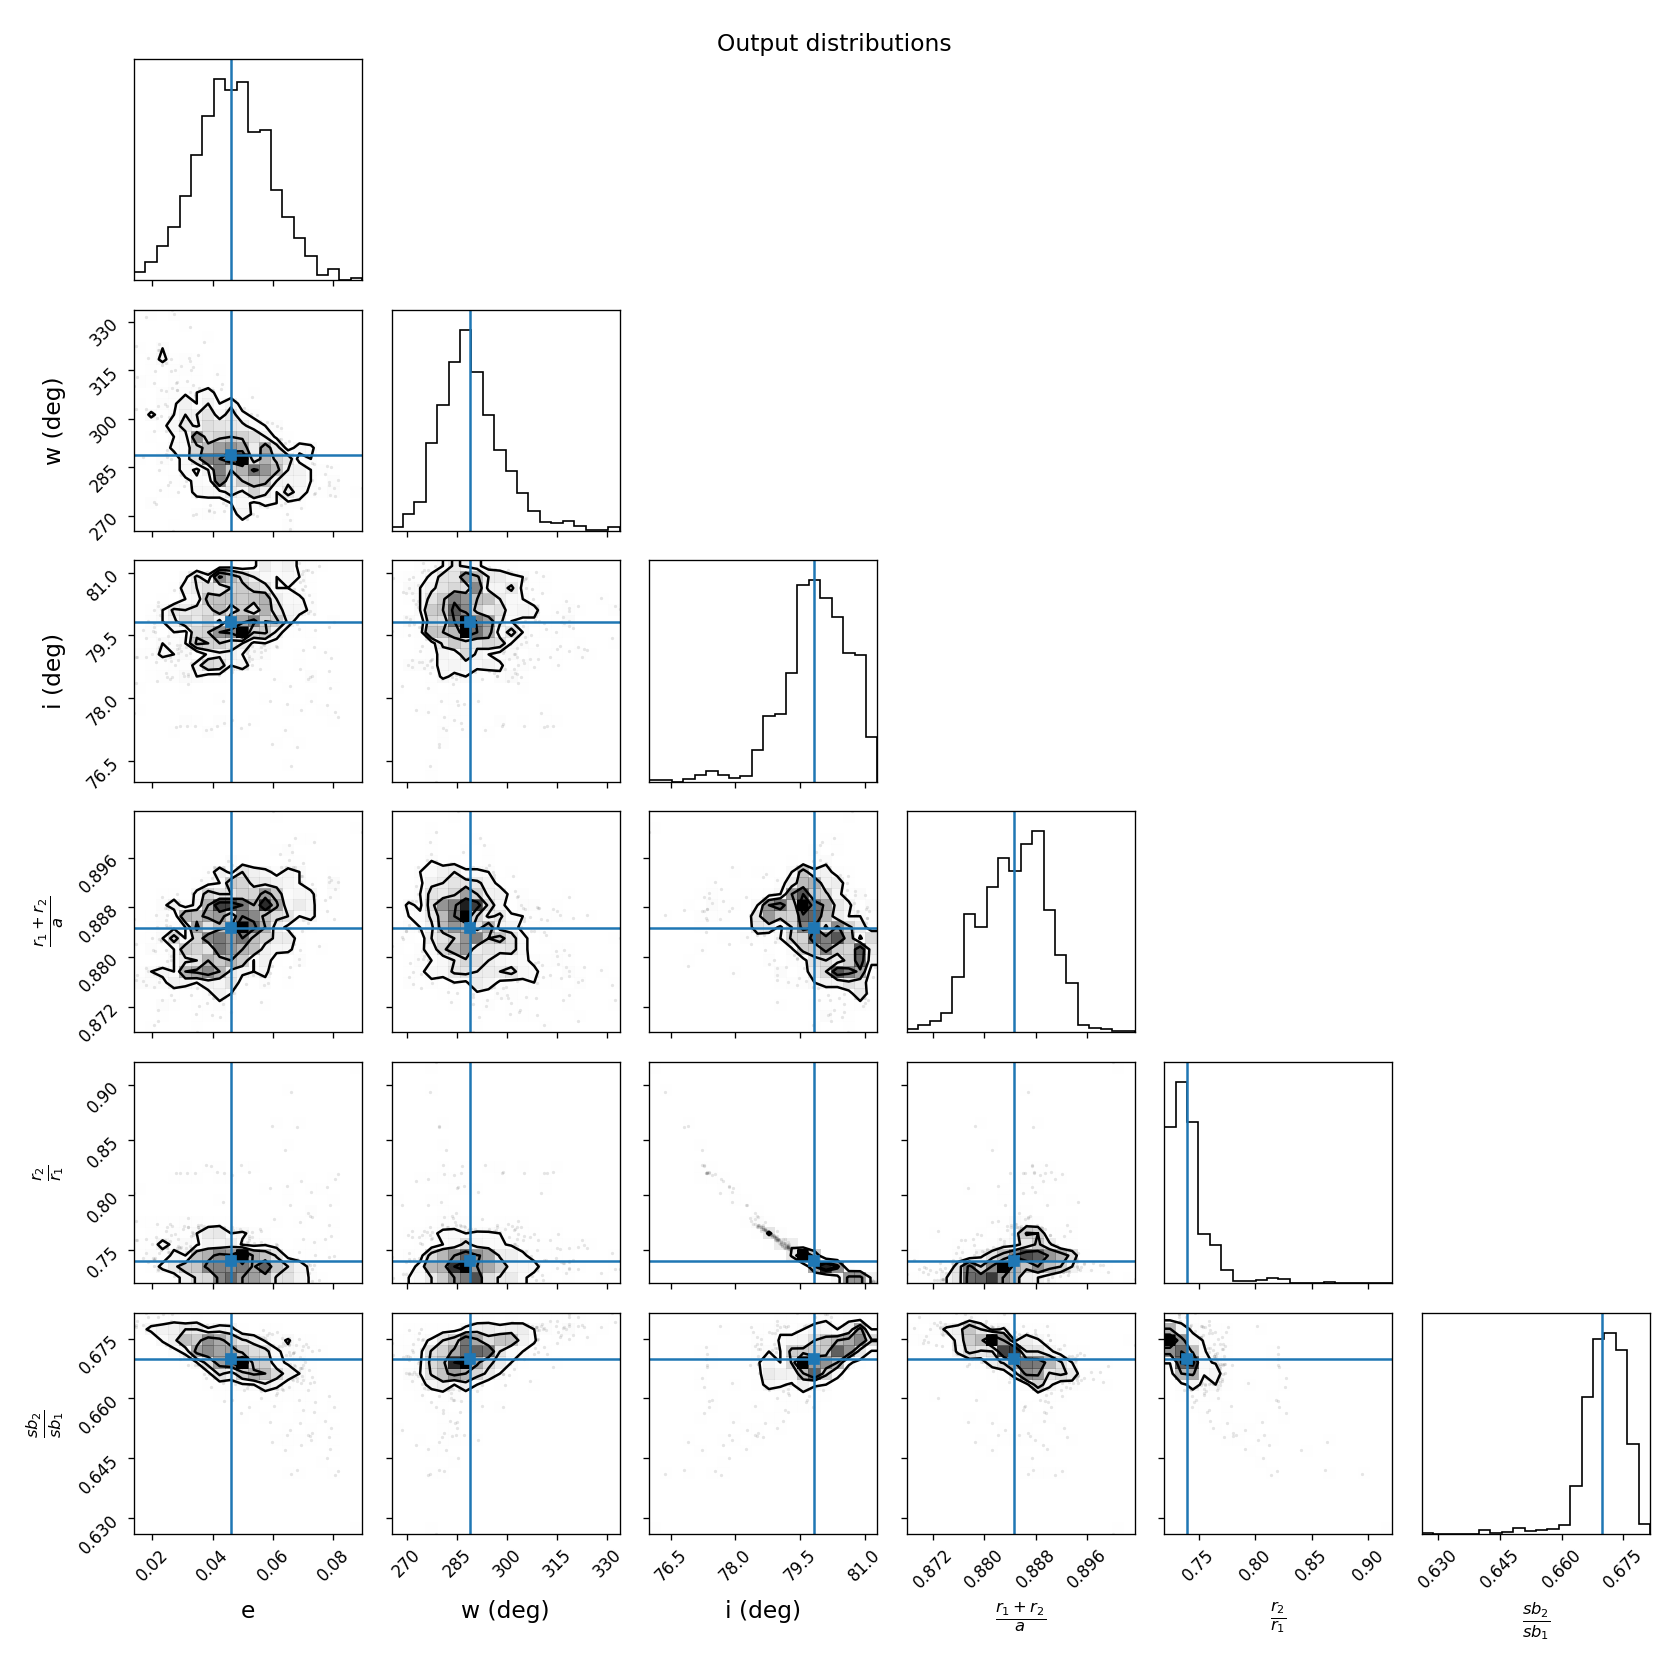 Output distributions
330
315
300
285
270
w (deg)
81.0
79.5
78.0
76.5
i (deg)
0.896
0.888
0.880
0.872
r₁ + r₂
a
0.90
0.85
0.80
0.75
r₂
r₁
0.675
0.660
0.645
0.630
sb₂
sb₁
0.02 0.04 0.06 0.08 270 285 300 315 330 76.5 78.0 79.5 81.0 0.872 0.880 0.888 0.896 0.75 0.80 0.85 0.90 0.630 0.645 0.660 0.675
e w (deg) i (deg)
r₁ + r₂
a
r₂
r₁
sb₂
sb₁